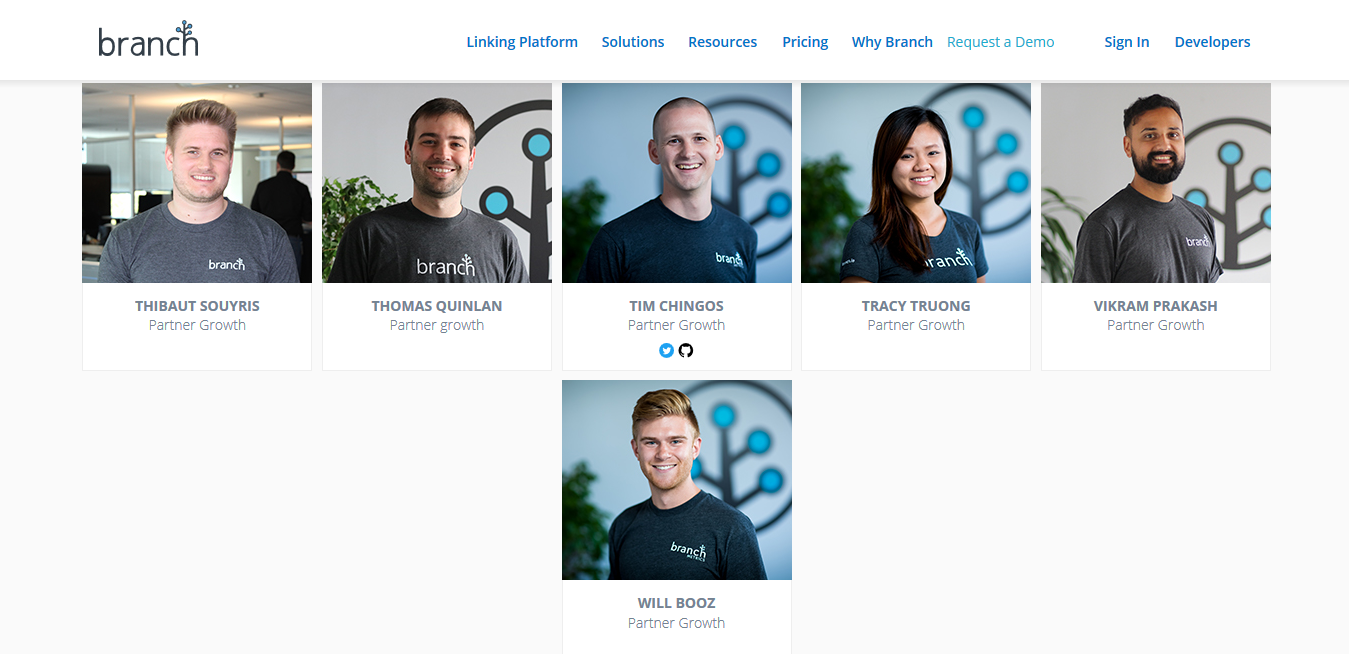 branch
Linking Platform
Solutions
Resources
Pricing
Why Branch
Request a Demo
Sign In
Developers
branch
branch
branch
branch
branch
THIBAUT SOUYRIS
Partner Growth
THOMAS QUINLAN
Partner growth
TIM CHINGOS
Partner Growth
TRACY TRUONG
Partner Growth
VIKRAM PRAKASH
Partner Growth
branch
METRICS
WILL BOOZ
Partner Growth